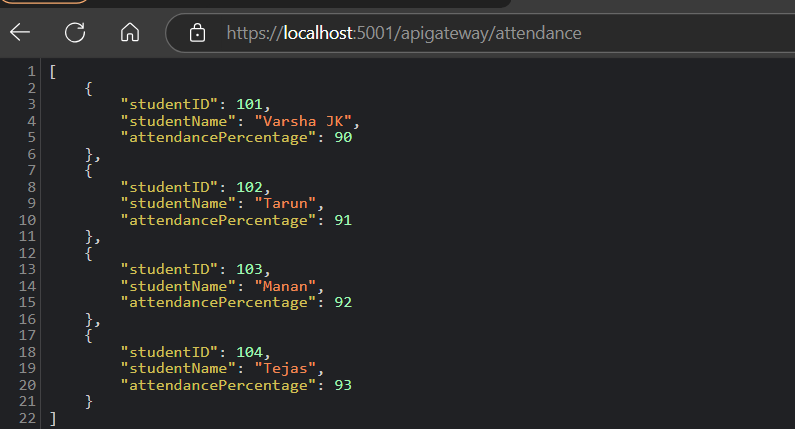 https://localhost:5001/apigateway/attendance
1 [
2     {
3         "studentID": 101,
4         "studentName": "Varsha JK",
5         "attendancePercentage": 90
6     },
7     {
8         "studentID": 102,
9         "studentName": "Tarun",
10         "attendancePercentage": 91
11     },
12     {
13         "studentID": 103,
14         "studentName": "Manan",
15         "attendancePercentage": 92
16     },
17     {
18         "studentID": 104,
19         "studentName": "Tejas",
20         "attendancePercentage": 93
21     }
22 ]